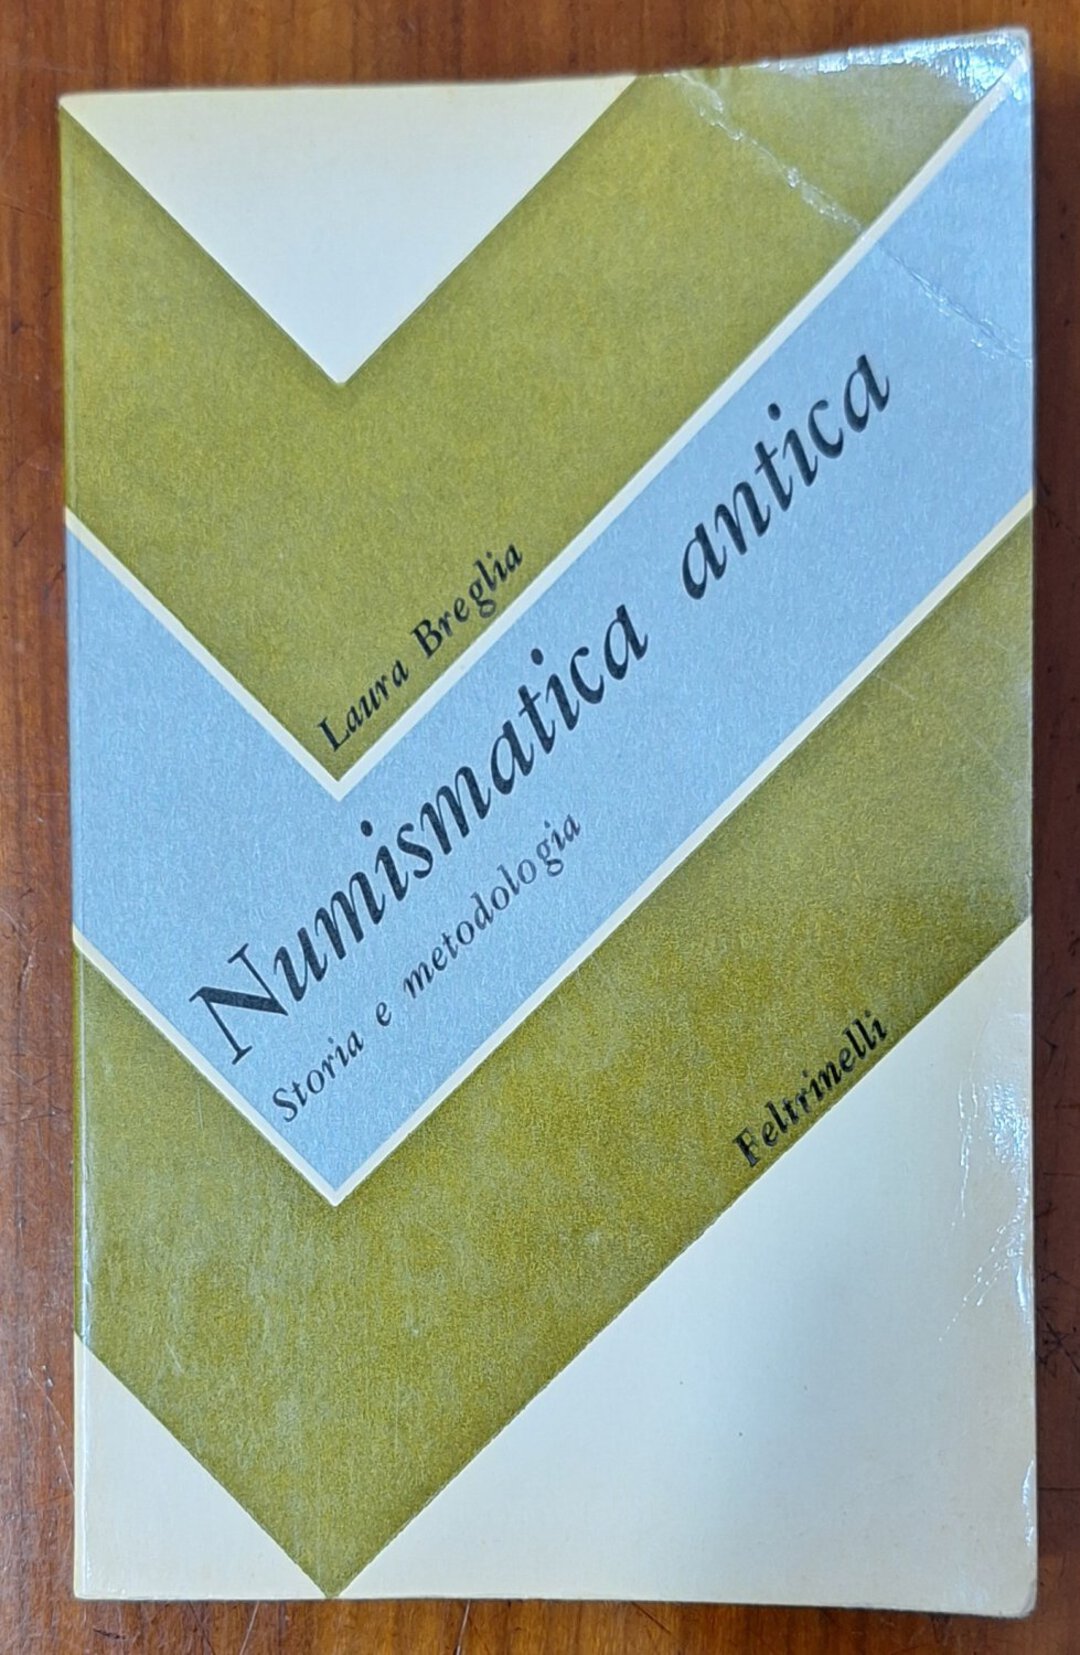 Laura Breglia
Numismatica antica
Storia e metodologia
Feltrinelli